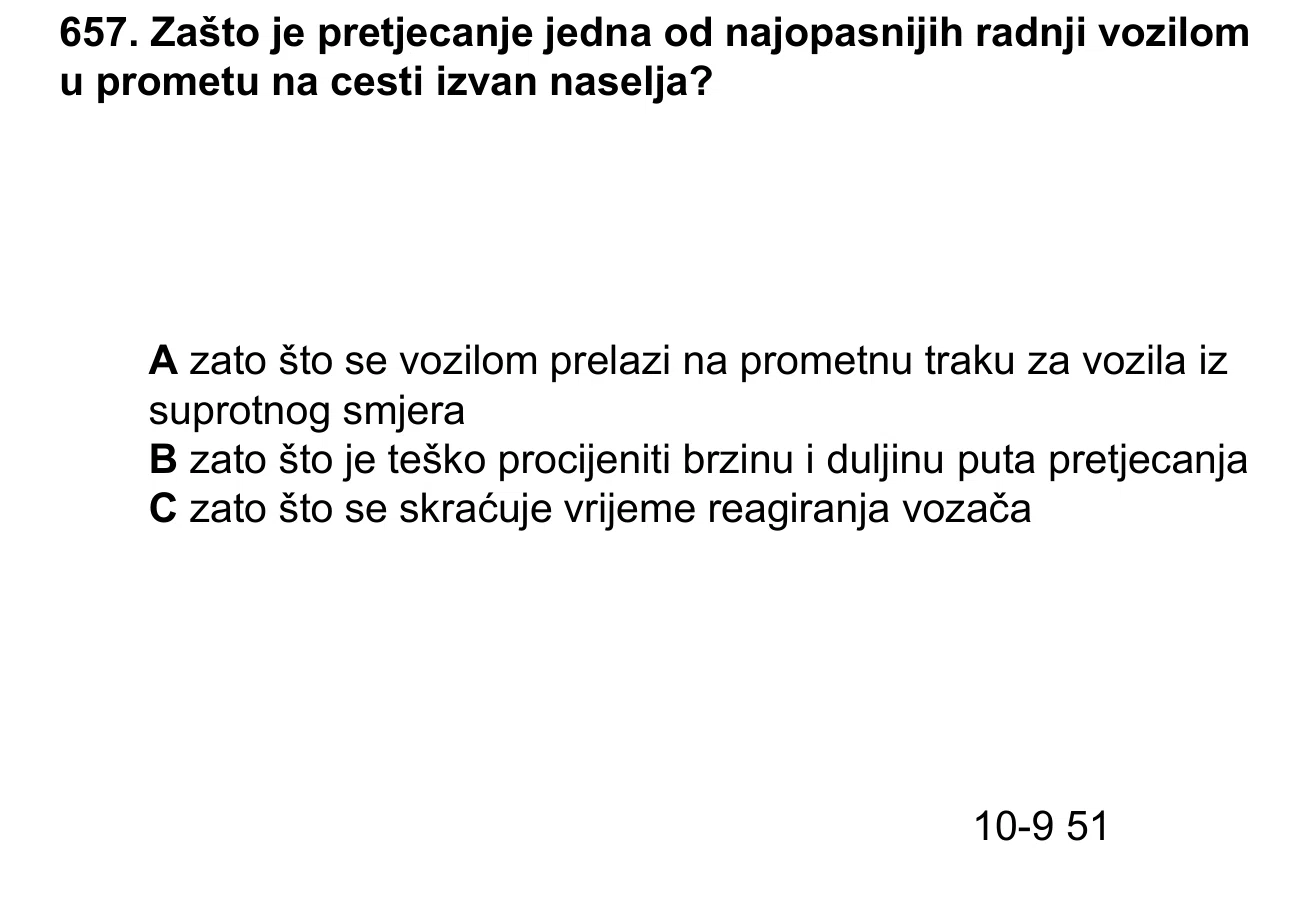 657. Zašto je pretjecanje jedna od najopasnijih radnji vozilom
u prometu na cesti izvan naselja?
A zato što se vozilom prelazi na prometnu traku za vozila iz
suprotnog smjera
B zato što je teško procijeniti brzinu i duljinu puta pretjecanja
C zato što se skraćuje vrijeme reagiranja vozača
10-9 51